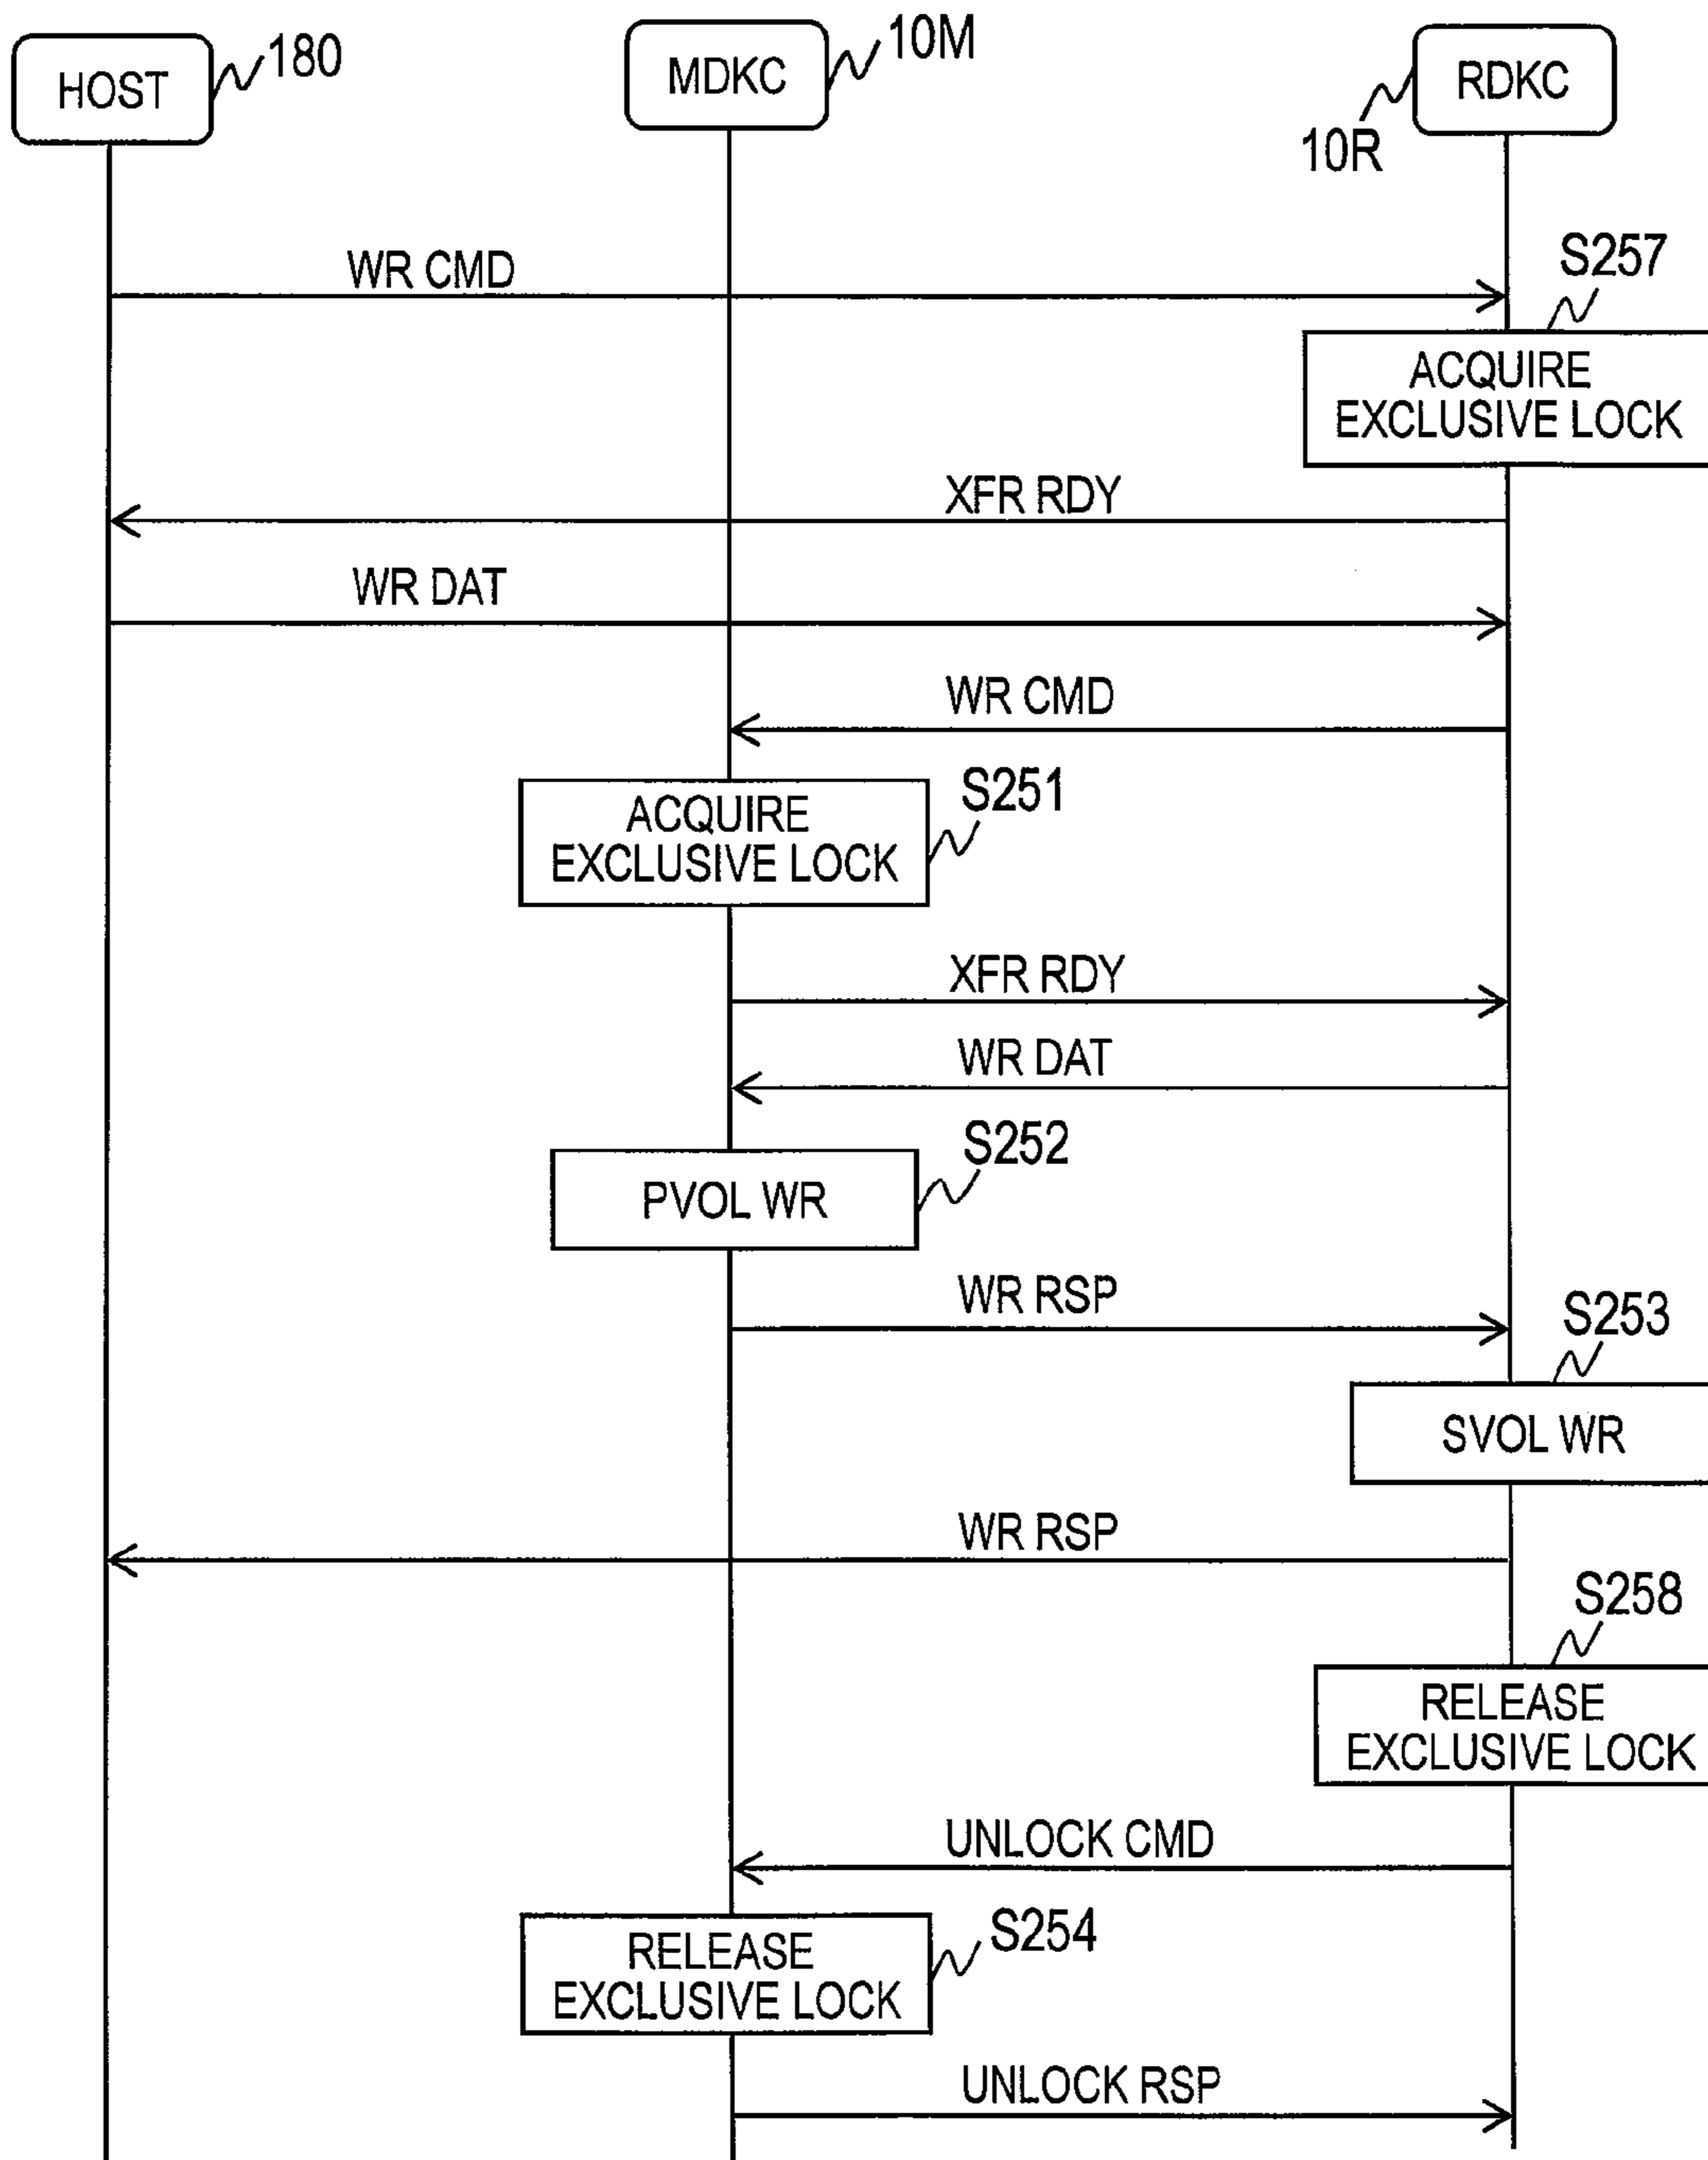 HOST
180
MDKC
10M
RDKC
10R
WR CMD
S257
ACQUIRE
EXCLUSIVE LOCK
XFR RDY
WR DAT
WR CMD
S251
ACQUIRE
EXCLUSIVE LOCK
XFR RDY
WR DAT
S252
PVOL WR
WR RSP
S253
SVOL WR
WR RSP
S258
RELEASE
EXCLUSIVE LOCK
UNLOCK CMD
S254
RELEASE
EXCLUSIVE LOCK
UNLOCK RSP